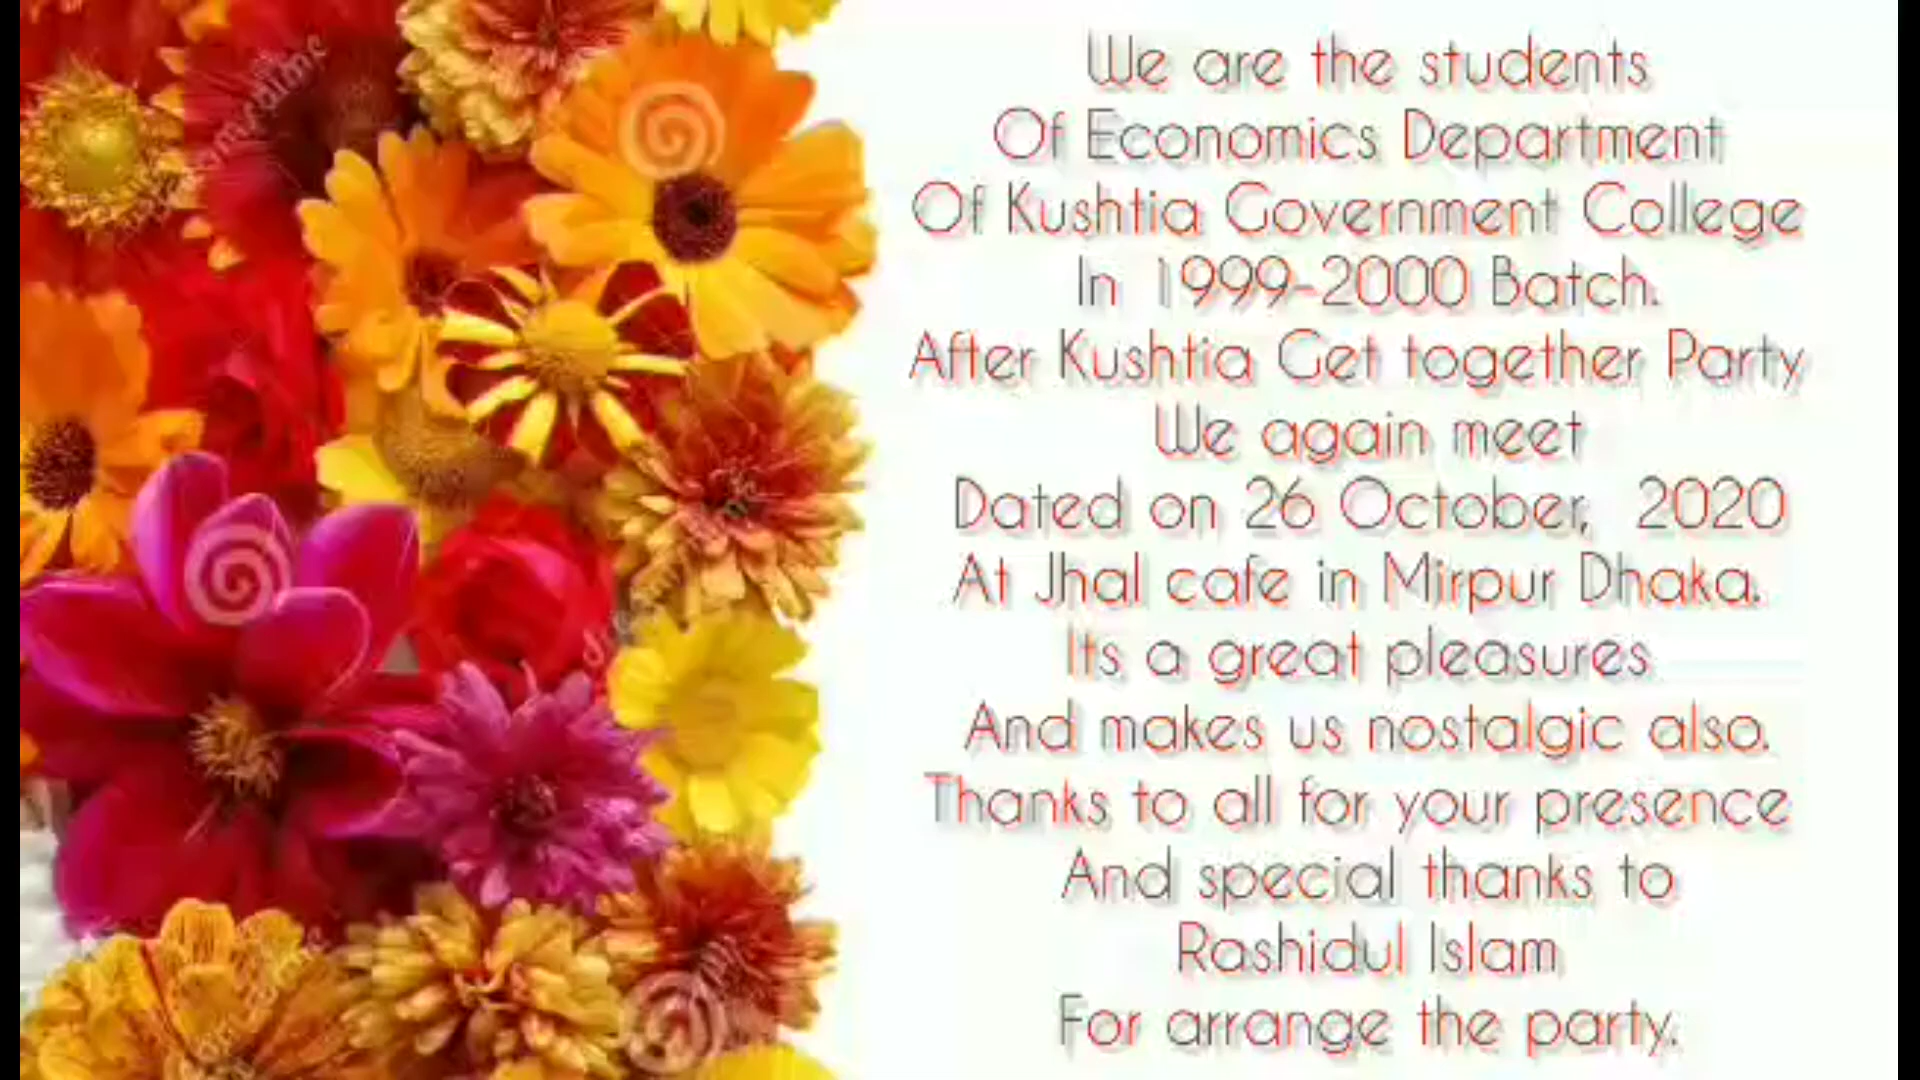 We are the students
Of Economics Department
Of Kushtia Government College
In 1999-2000 Batch.
After Kushtia Get together Party
We again meet
Dated on 26 October, 2020
At Jhal cafe in Mirpur Dhaka.
Its a great pleasures
And makes us nostalgic also.
Thanks to all for your presence
And special thanks to
Rashidul Islam
For arrange the party.